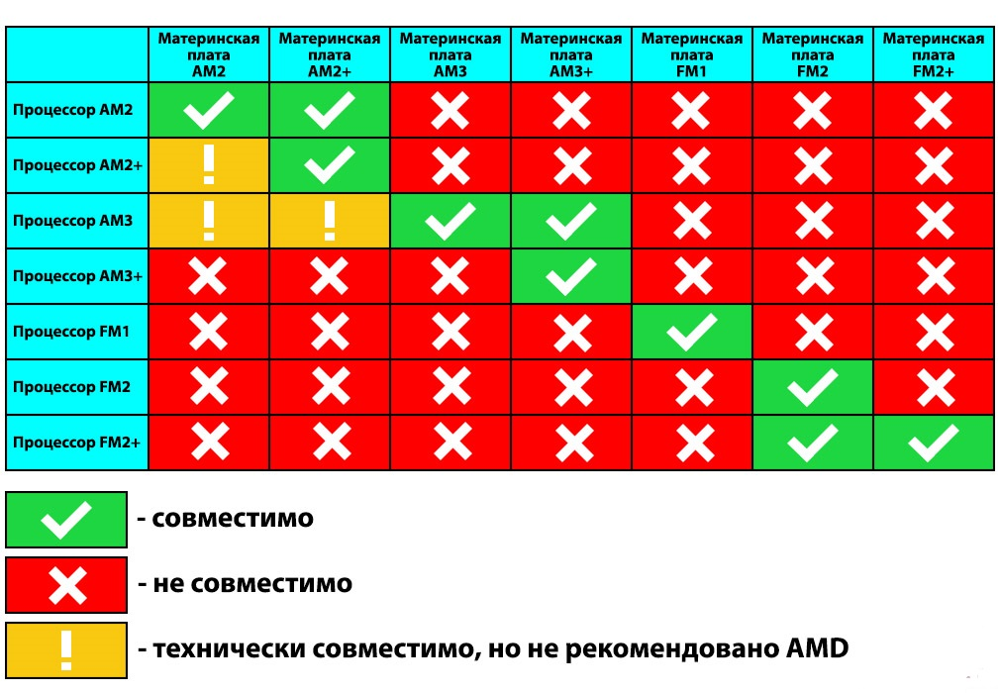 Материнская плата AM2
Материнская плата AM2+
Материнская плата AM3
Материнская плата AM3+
Материнская плата FM1
Материнская плата FM2
Материнская плата FM2+
Процессор AM2
Процессор AM2+
Процессор AM3
Процессор AM3+
Процессор FM1
Процессор FM2
Процессор FM2+
- совместимо
- не совместимо
- технически совместимо, но не рекомендовано AMD